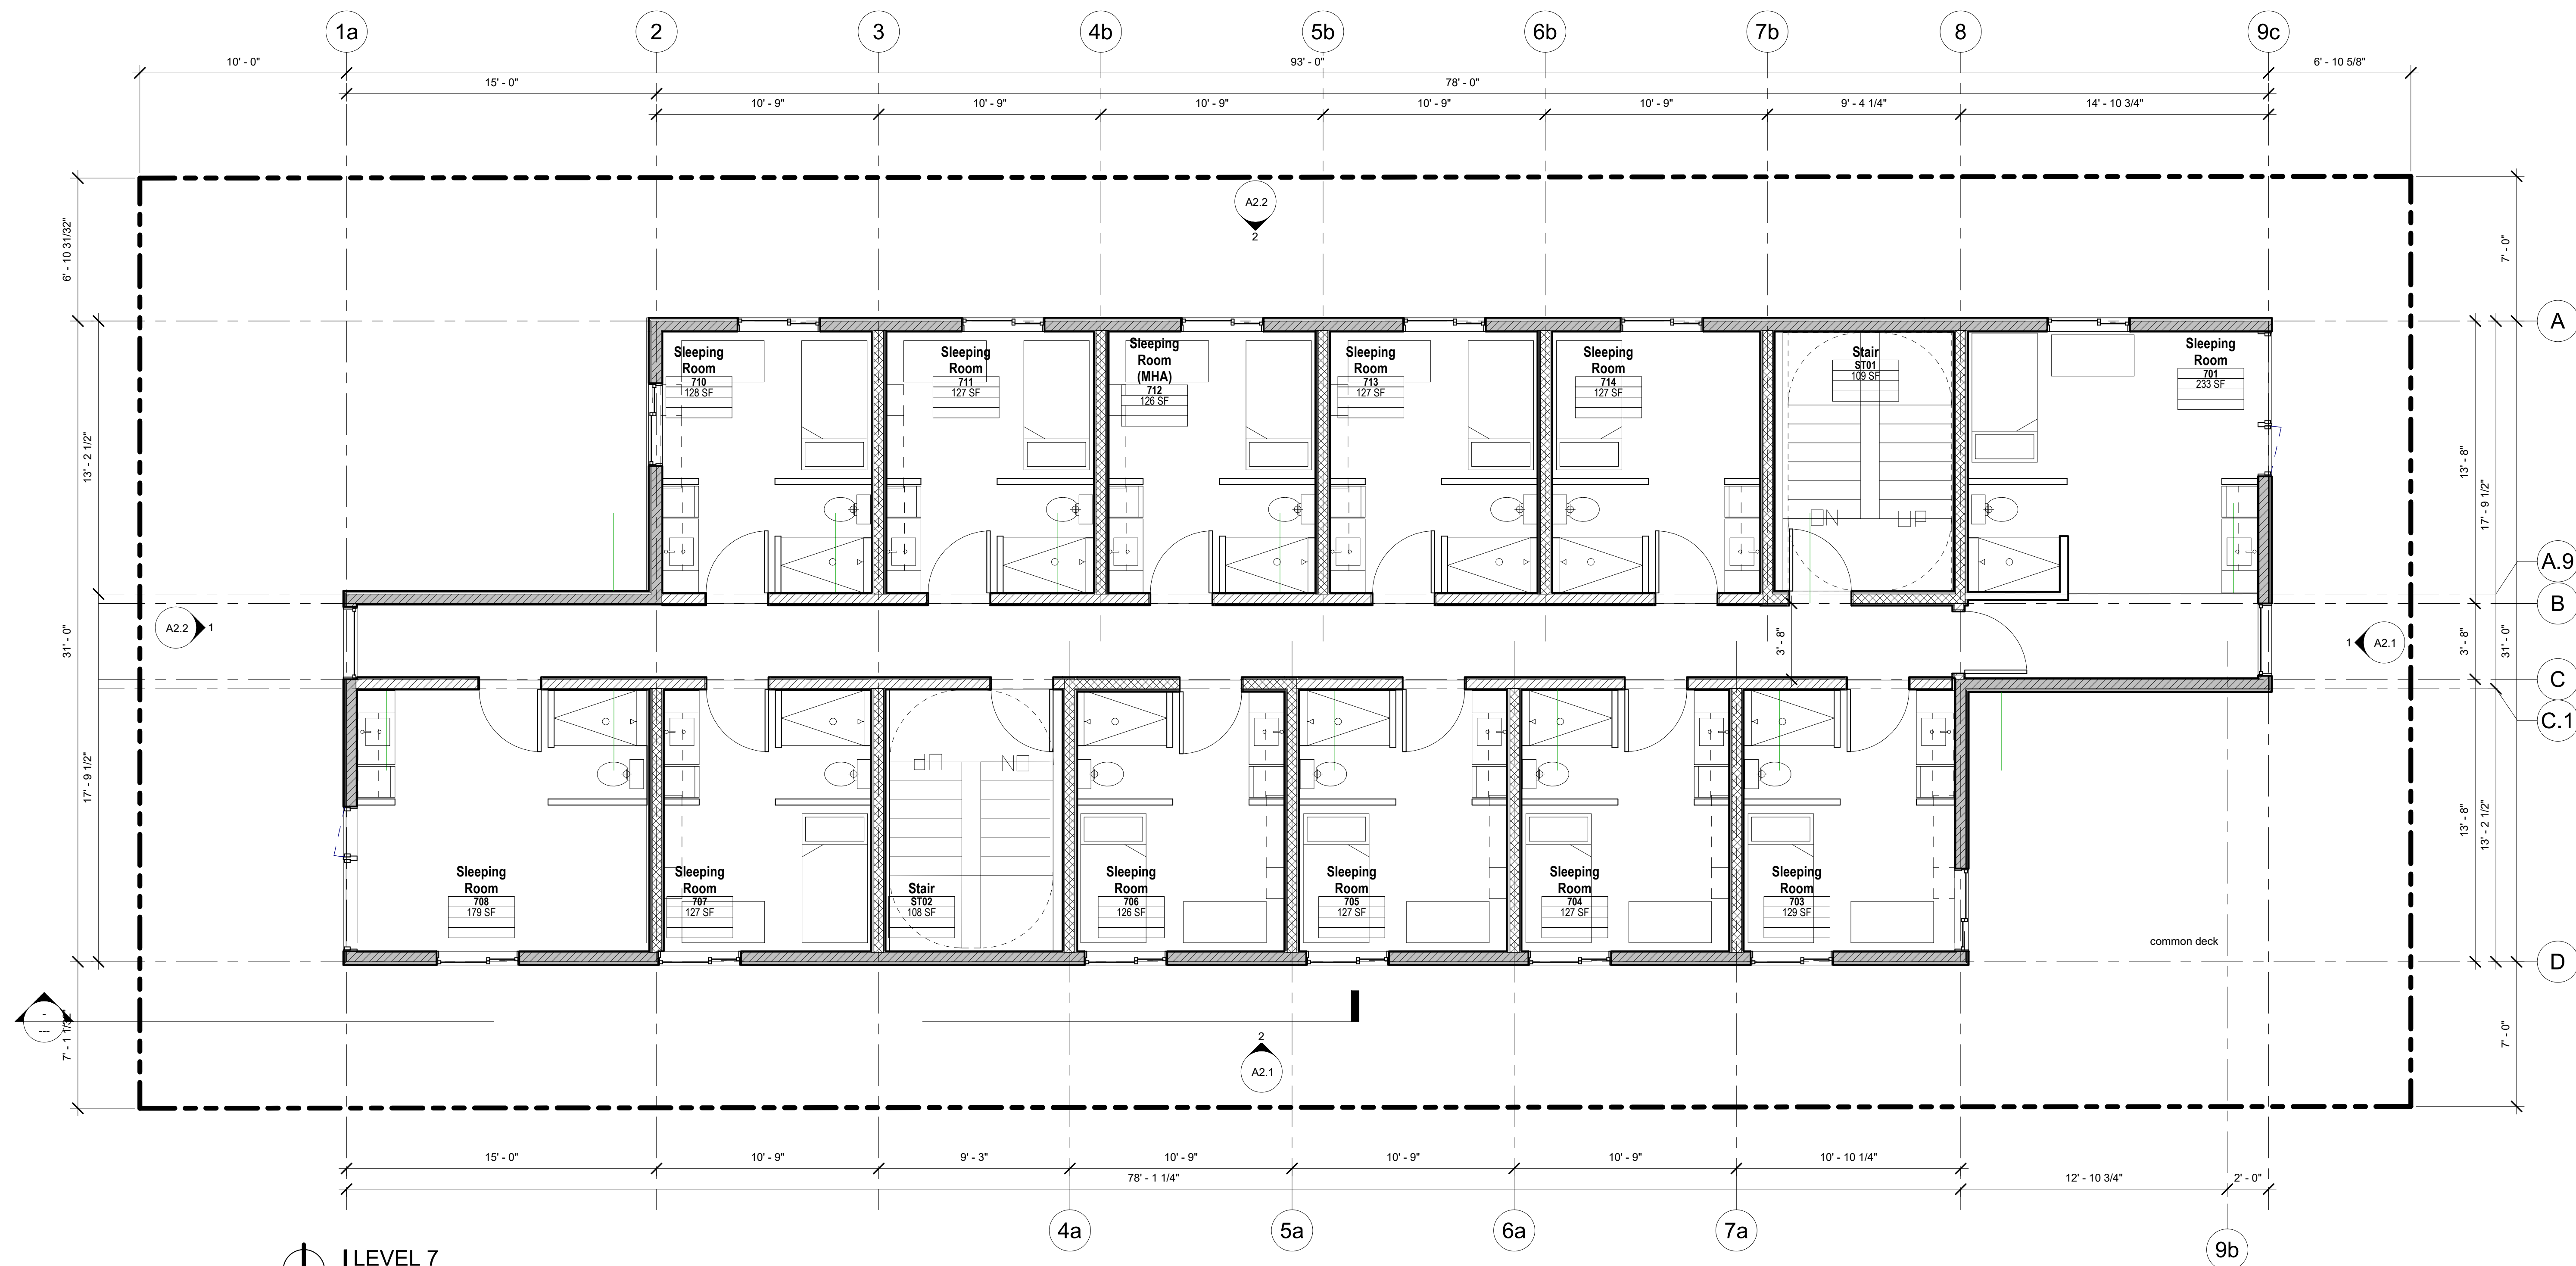 1a
2
3
4b
5b
6b
7b
8
9c
10' - 0"
93' - 0"
6' - 10 5/8"
15' - 0"
78' - 0"
10' - 9"
10' - 9"
10' - 9"
10' - 9"
10' - 9"
9' - 4 1/4"
14' - 10 3/4"
6' - 10 31/32"
A2.2
2
7' - 0"
A
Sleeping
Room
710
128 SF
Sleeping
Room
711
127 SF
Sleeping
Room
(MHA)
712
126 SF
Sleeping
Room
713
127 SF
Sleeping
Room
714
127 SF
Stair
ST01
109 SF
Sleeping
Room
701
233 SF
13' - 2 1/2"
13' - 8"
17' - 9 1/2"
DN
UP
A.9
B
A2.2
1
31' - 0"
3' - 8"
1
A2.1
3' - 8"
31' - 0"
C
C.1
UP
DN
17' - 9 1/2"
13' - 8"
13' - 2 1/2"
Sleeping
Room
708
179 SF
Sleeping
Room
707
127 SF
Stair
ST02
108 SF
Sleeping
Room
706
126 SF
Sleeping
Room
705
127 SF
Sleeping
Room
704
127 SF
Sleeping
Room
703
129 SF
common deck
D
-
---
7' - 1 1/32"
2
A2.1
7' - 0"
15' - 0"
10' - 9"
9' - 3"
10' - 9"
10' - 9"
10' - 9"
10' - 10 1/4"
78' - 1 1/4"
12' - 10 3/4"
2' - 0"
4a
5a
6a
7a
9b
LEVEL 7